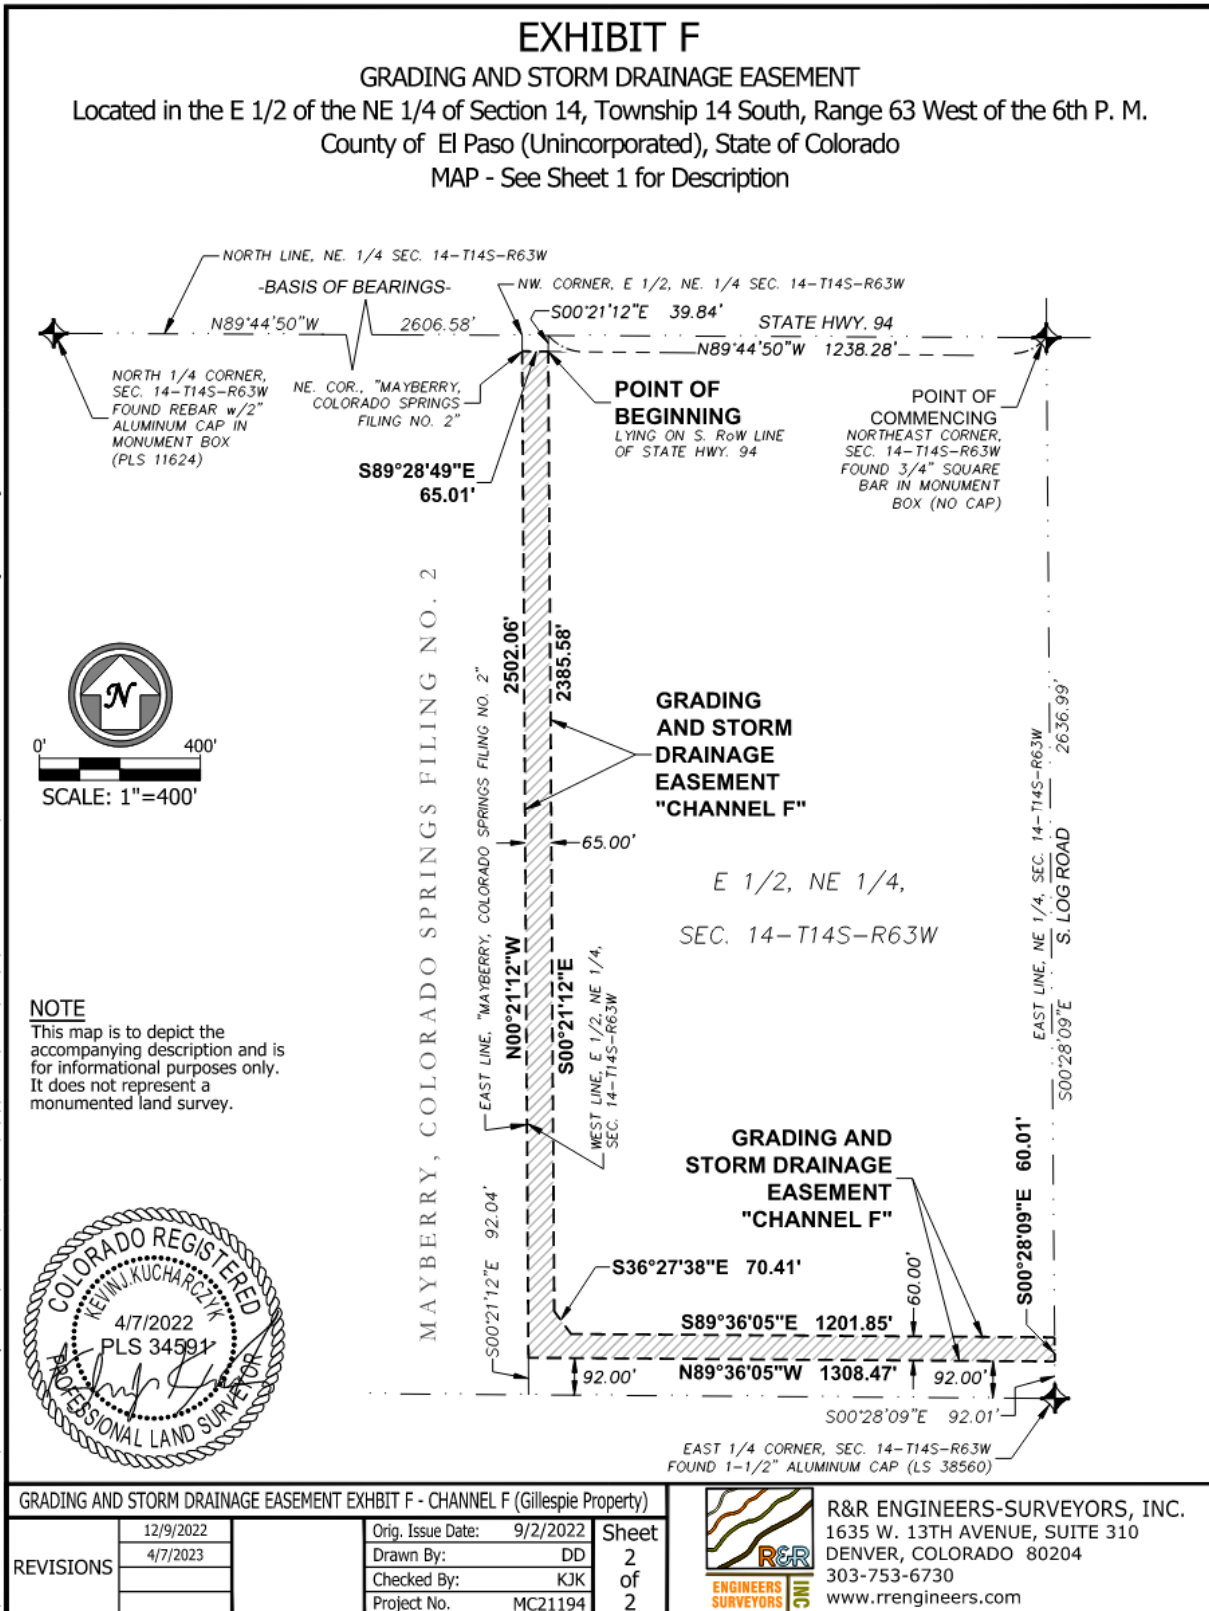 EXHIBIT F
GRADING AND STORM DRAINAGE EASEMENT
Located in the E 1/2 of the NE 1/4 of Section 14, Township 14 South, Range 63 West of the 6th P. M.
County of El Paso (Unincorporated), State of Colorado
MAP - See Sheet 1 for Description
NORTH LINE, NE. 1/4 SEC. 14-T14S-R63W
-BASIS OF BEARINGS-
N89°44'50"W 2606.58'
NW. CORNER, E 1/2, NE. 1/4 SEC. 14-T14S-R63W
S00°21'12"E 39.84'
STATE HWY. 94
N89°44'50"W 1238.28'
NORTH 1/4 CORNER,
SEC. 14-T14S-R63W
FOUND REBAR w/2"
ALUMINUM CAP IN
MONUMENT BOX
(PLS 11624)
NE. COR., "MAYBERRY,
COLORADO SPRINGS
FILING NO. 2"
POINT OF
BEGINNING
LYING ON S. RoW LINE
OF STATE HWY. 94
POINT OF
COMMENCING
NORTHEAST CORNER,
SEC. 14-T14S-R63W
FOUND 3/4" SQUARE
BAR IN MONUMENT
BOX (NO CAP)
S89°28'49"E
65.01'
MAYBERRY, COLORADO SPRINGS FILING NO. 2
2502.06'
2385.58'
N
0' 400'
SCALE: 1"=400'
EAST LINE, "MAYBERRY, COLORADO SPRINGS FILING NO. 2"
GRADING
AND STORM
DRAINAGE
EASEMENT
"CHANNEL F"
65.00'
E 1/2, NE 1/4,
SEC. 14-T14S-R63W
EAST LINE, NE 1/4, SEC. 14-T14S-R63W
S. LOG ROAD
S00°28'09"E 2636.99'
N00°21'12"W
S00°21'12"E
WEST LINE, E 1/2, NE 1/4,
SEC. 14-T14S-R63W
NOTE
This map is to depict the
accompanying description and is
for informational purposes only.
It does not represent a
monumented land survey.
GRADING AND
STORM DRAINAGE
EASEMENT
"CHANNEL F"
S00°28'09"E 60.01'
S00°21'12"E 92.04'
S36°27'38"E 70.41'
60.00'
S89°36'05"E 1201.85'
N89°36'05"W 1308.47'
92.00'
92.00'
S00°28'09"E 92.01'
EAST 1/4 CORNER, SEC. 14-T14S-R63W
FOUND 1-1/2" ALUMINUM CAP (LS 38560)
COLORADO REGISTERED
KEVIN J. KUCHARCZYK
4/7/2022
PLS 34591
PROFESSIONAL LAND SURVEYOR
GRADING AND STORM DRAINAGE EASEMENT EXHBIT F - CHANNEL F (Gillespie Property)
REVISIONS
12/9/2022
4/7/2023
Orig. Issue Date: 9/2/2022
Drawn By: DD
Checked By: KJK
Project No. MC21194
Sheet
2
of
2
R&R
ENGINEERS
SURVEYORS
INC
R&R ENGINEERS-SURVEYORS, INC.
1635 W. 13TH AVENUE, SUITE 310
DENVER, COLORADO 80204
303-753-6730
www.rrengineers.com